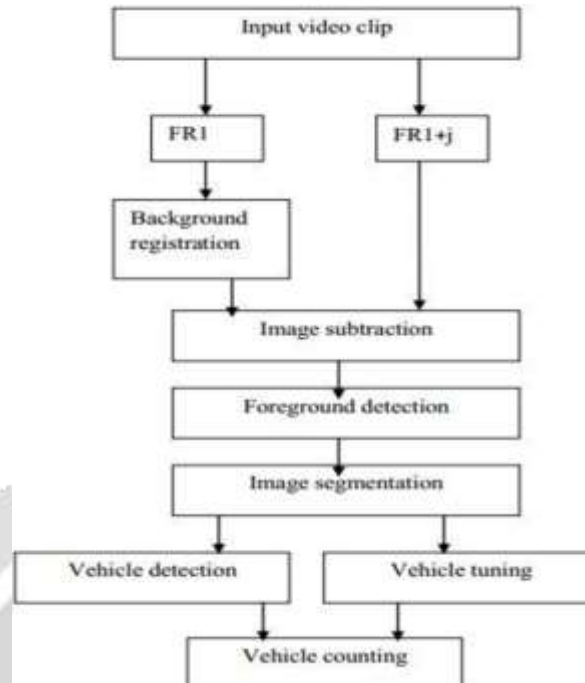 Input video clip
FR1
FR1+j
Background
registration
Image subtraction
Foreground detection
Image segmentation
Vehicle detection
Vehicle tuning
Vehicle counting